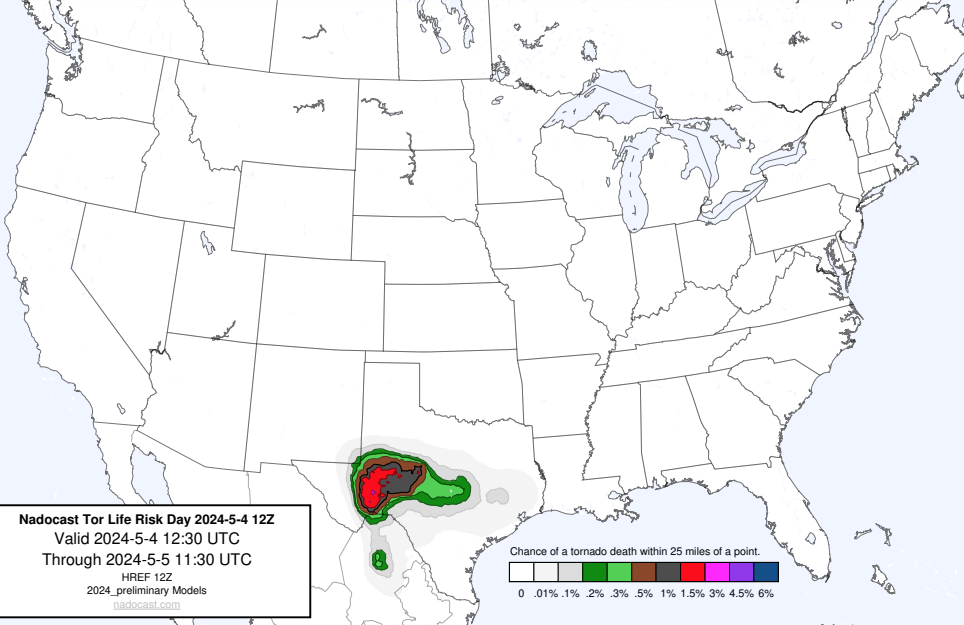 Nadocast Tor Life Risk Day 2024-5-4 12Z
Valid 2024-5-4 12:30 UTC
Through 2024-5-5 11:30 UTC
HREF 12Z
2024_preliminary Models
nadocast.com
Chance of a tornado death within 25 miles of a point.
0 .01% .1% .2% .3% .5% 1% 1.5% 3% 4.5% 6%